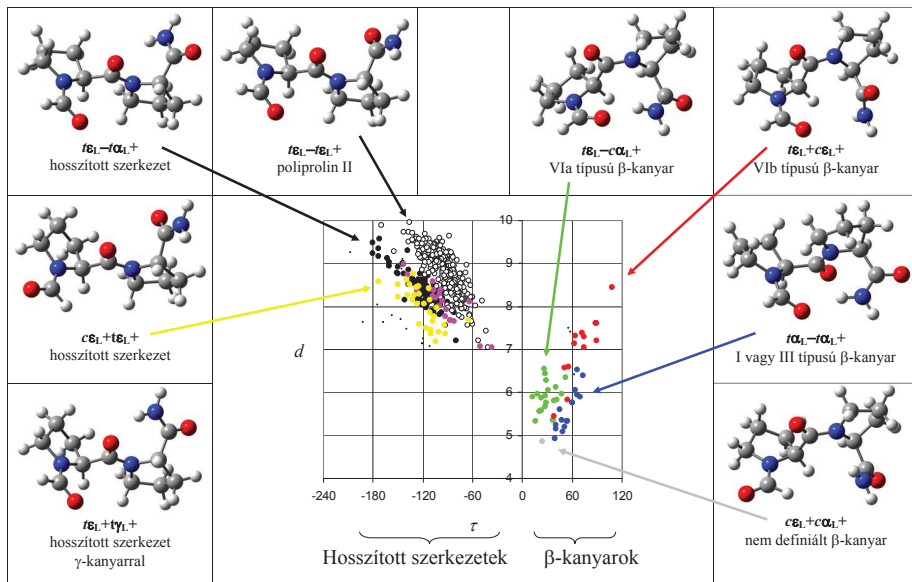 tεL–tαL+
hosszított szerkezet
tεL–tεL+
poliprolin II
tεL–cαL+
VIa típusú β-kanyar
tεL+cεL+
VIb típusú β-kanyar
cεL+tεL+
hosszított szerkezet
tαL–tαL+
I vagy III típusú β-kanyar
tεL+tγL+
hosszított szerkezet
γ-kanyarral
cεL+cαL+
nem definiált β-kanyar
10
9
8
d
7
6
5
4
-240 -180 -120 -60 0 60 120
τ
Hosszított szerkezetek β-kanyarok